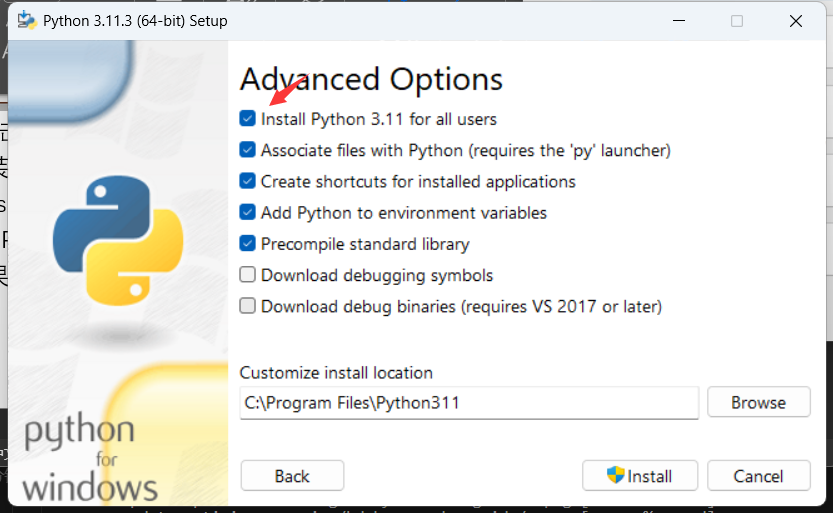 Python 3.11.3 (64-bit) Setup
Advanced Options
Install Python 3.11 for all users
Associate files with Python (requires the 'py' launcher)
Create shortcuts for installed applications
Add Python to environment variables
Precompile standard library
Download debugging symbols
Download debug binaries (requires VS 2017 or later)
Customize install location
C:\Program Files\Python311
Browse
python
for
windows
Back
Install
Cancel